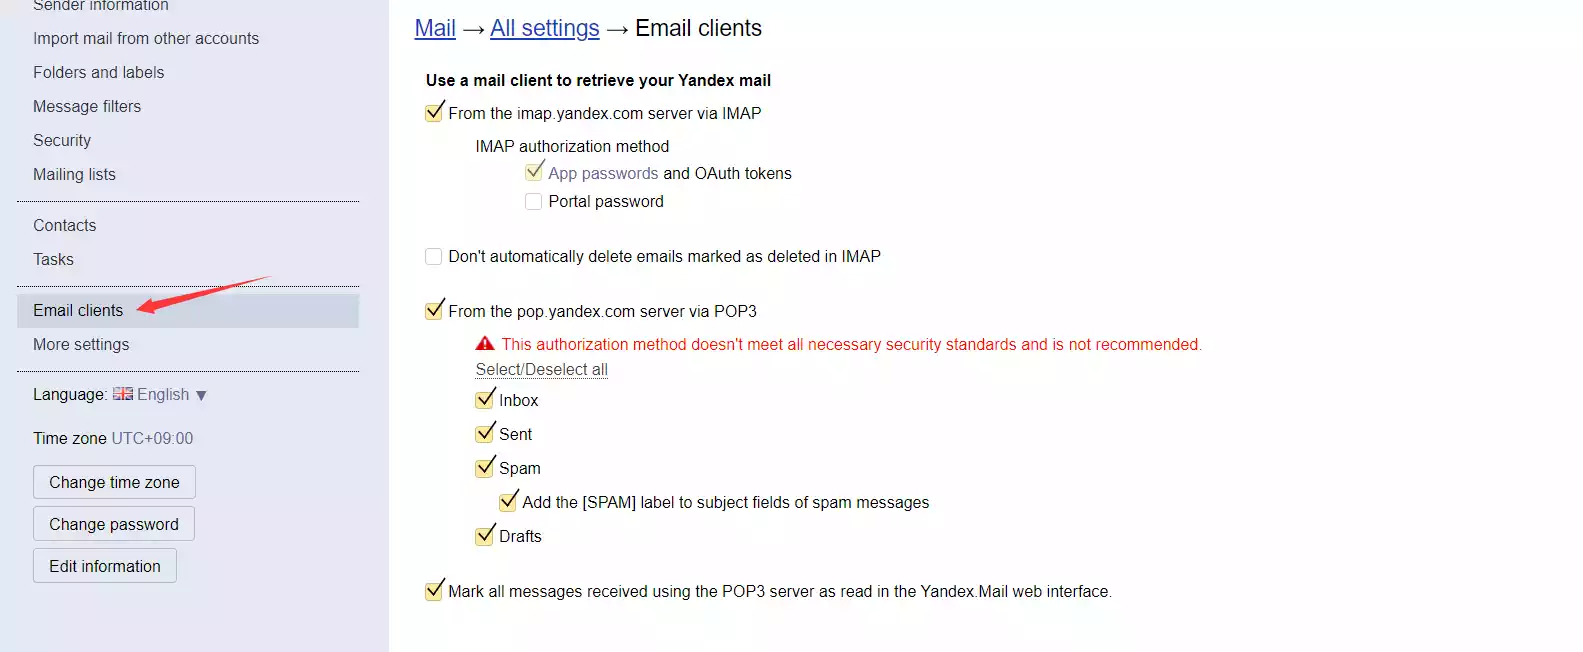 Sender information
Import mail from other accounts
Folders and labels
Message filters
Security
Mailing lists
Contacts
Tasks
Email clients
More settings
Language: English ▼
Time zone UTC+09:00
Change time zone
Change password
Edit information
Mail → All settings → Email clients
Use a mail client to retrieve your Yandex mail
From the imap.yandex.com server via IMAP
IMAP authorization method
App passwords and OAuth tokens
Portal password
Don't automatically delete emails marked as deleted in IMAP
From the pop.yandex.com server via POP3
This authorization method doesn't meet all necessary security standards and is not recommended.
Select/Deselect all
Inbox
Sent
Spam
Add the [SPAM] label to subject fields of spam messages
Drafts
Mark all messages received using the POP3 server as read in the Yandex.Mail web interface.